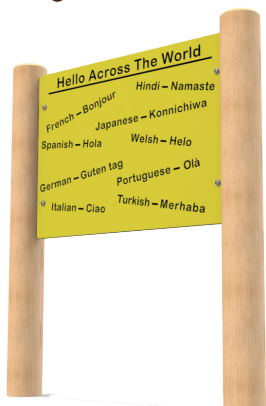 Hello Across The World
Hindi – Namaste
French – Bonjour
Japanese – Konnichiwa
Spanish – Hola
Welsh – Helo
German – Guten tag
Portuguese – Olà
Italian – Ciao
Turkish – Merhaba